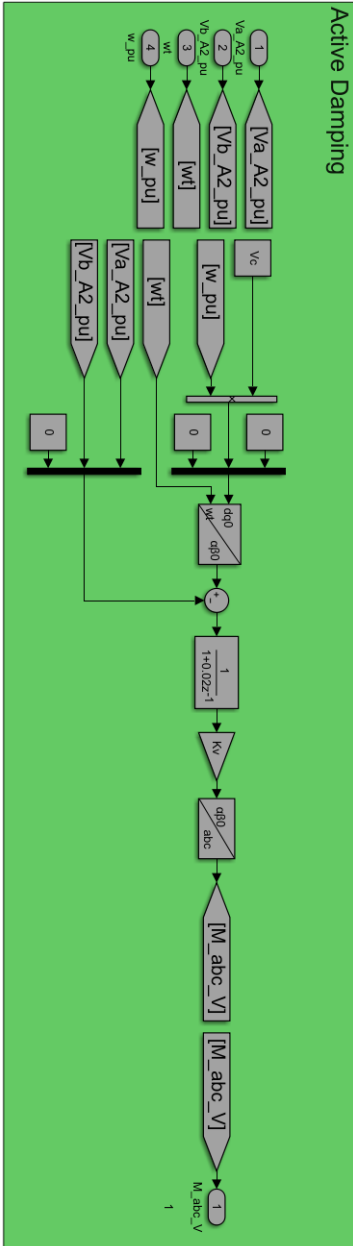 Active Damping
1
Va_A2_pu
[Va_A2_pu]
2
Vb_A2_pu
[Vb_A2_pu]
3
wt
[wt]
4
w_pu
[w_pu]
Vc
[w_pu]
[wt]
[Va_A2_pu]
[Vb_A2_pu]
0
×
0
0
dq0
wt
αβ0
+
-
1
1+0.02z-1
Kv
αβ0
abc
[M_abc_V]
[M_abc_V]
1
M_abc_V
1